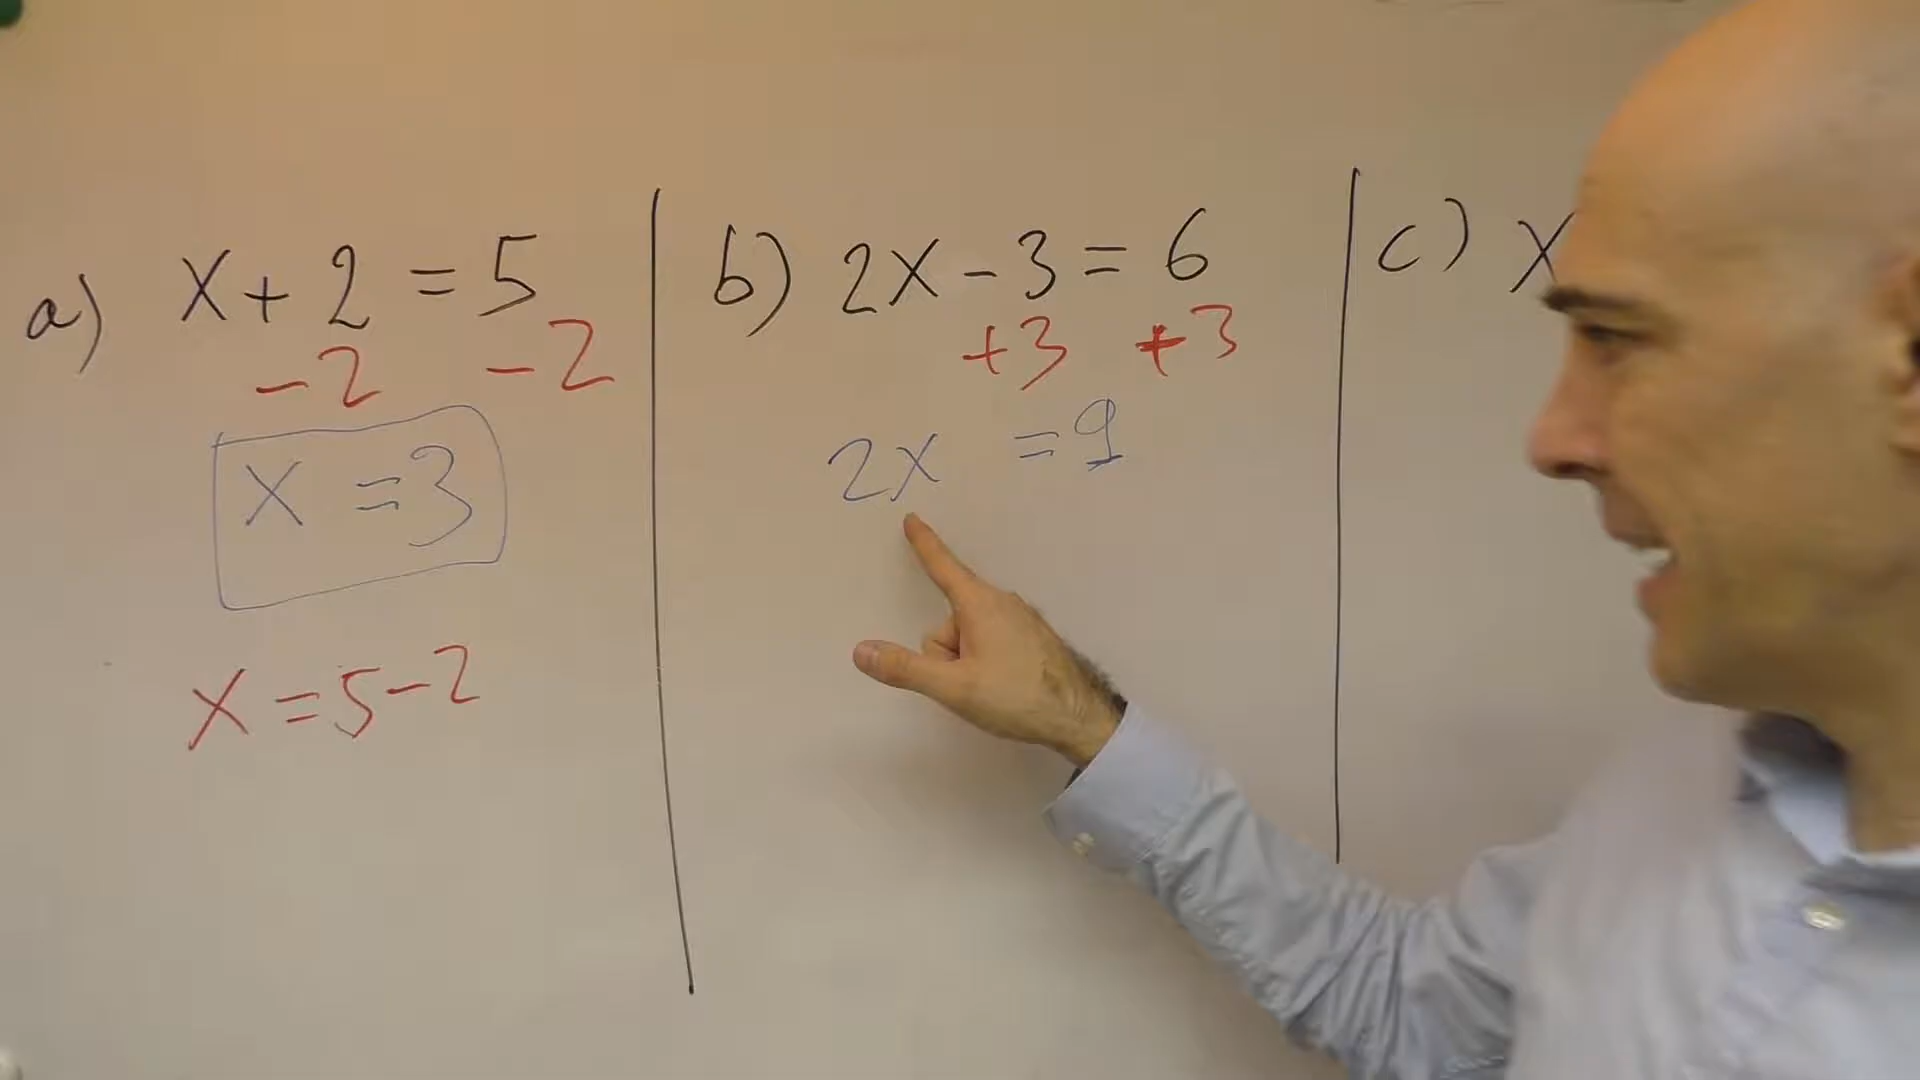 a) x + 2 = 5
- 2 - 2
x = 3
x = 5 - 2
b) 2x - 3 = 6
+3 +3
2x = 9
c) x